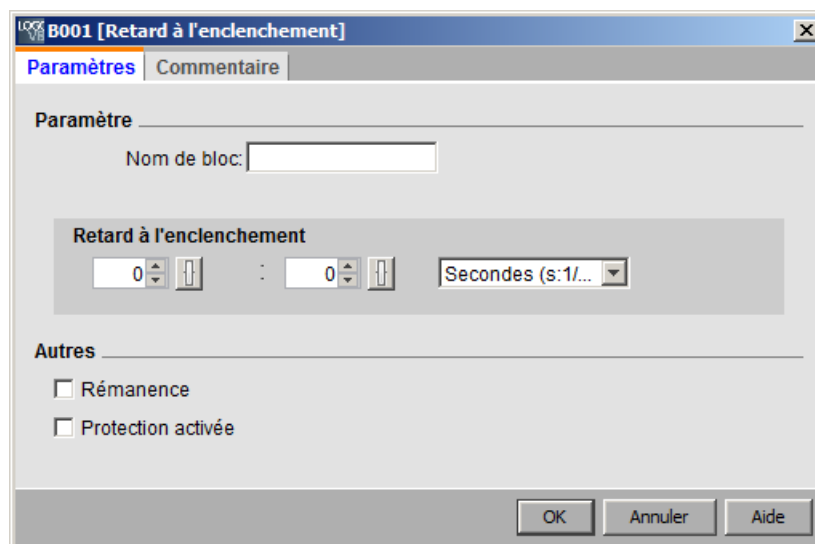 B001 [Retard à l'enclenchement]
Paramètres Commentaire
Paramètre
Nom de bloc:
Retard à l'enclenchement
0 : 0 Secondes (s:1/...
Autres
Rémanence
Protection activée
OK Annuler Aide